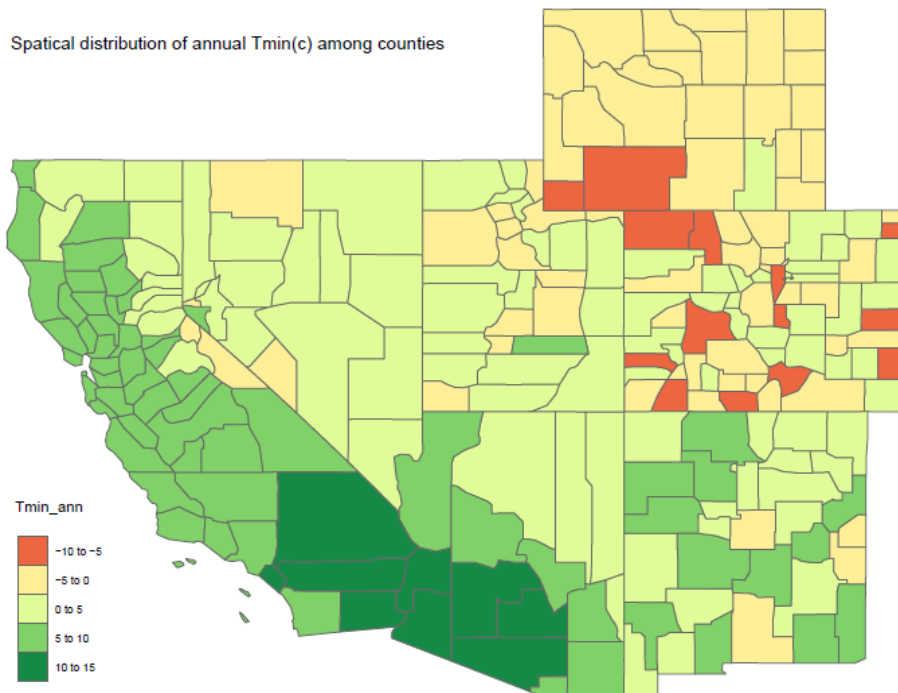 Spatical distribution of annual Tmin(c) among counties
Tmin_ann
−10 to −5
−5 to 0
0 to 5
5 to 10
10 to 15